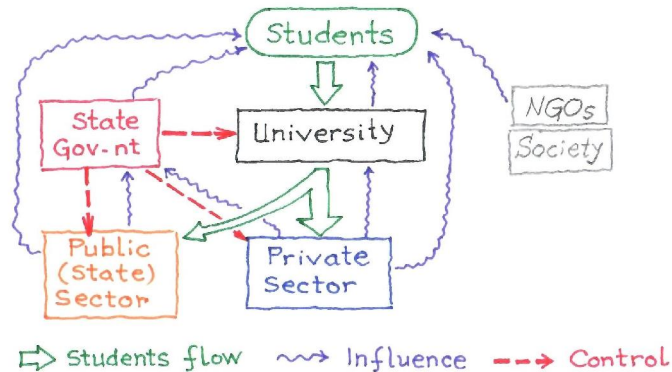 Students
State
Gov-nt
University
NGOs
Society
Public
(State)
Sector
Private
Sector
Students flow
Influence
Control